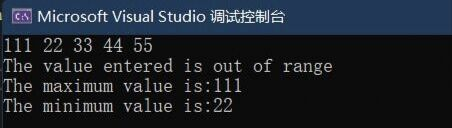 Microsoft Visual Studio 调试控制台
111 22 33 44 55
The value entered is out of range
The maximum value is:111
The minimum value is:22